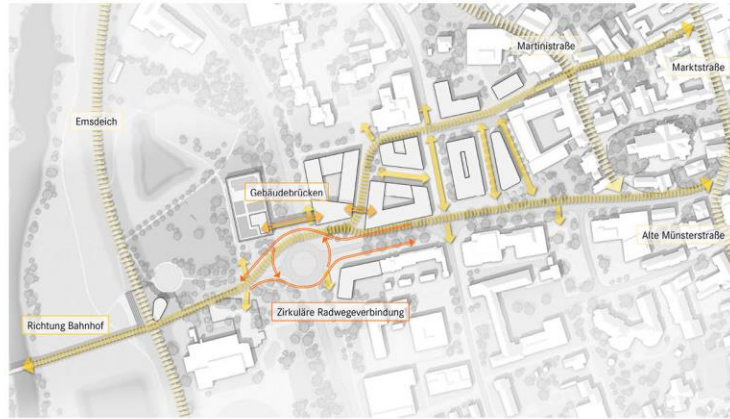 Martinistraße
Marktstraße
Emsdeich
Gebäudebrücken
Alte Münsterstraße
Zirkuläre Radwegeverbindung
Richtung Bahnhof